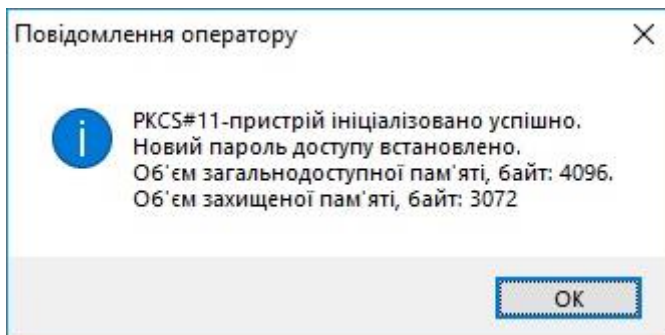 Повідомлення оператору
PKCS#11-пристрій ініціалізовано успішно.
Новий пароль доступу встановлено.
Об'єм загальнодоступної пам'яті, байт: 4096.
Об'єм захищеної пам'яті, байт: 3072
OK